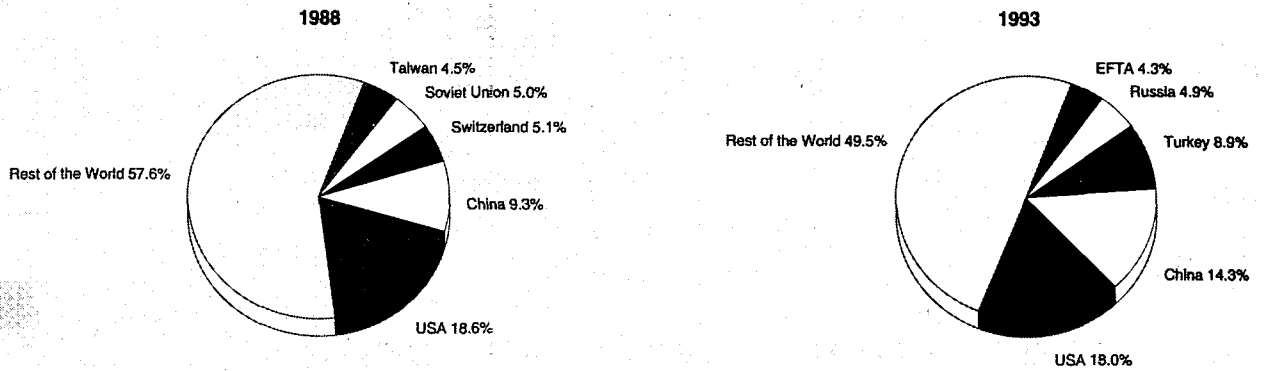 1988
Taiwan 4.5%
Soviet Union 5.0%
Switzerland 5.1%
Rest of the World 57.6%
China 9.3%
USA 18.6%
1993
EFTA 4.3%
Russia 4.9%
Rest of the World 49.5%
Turkey 8.9%
China 14.3%
USA 18.0%